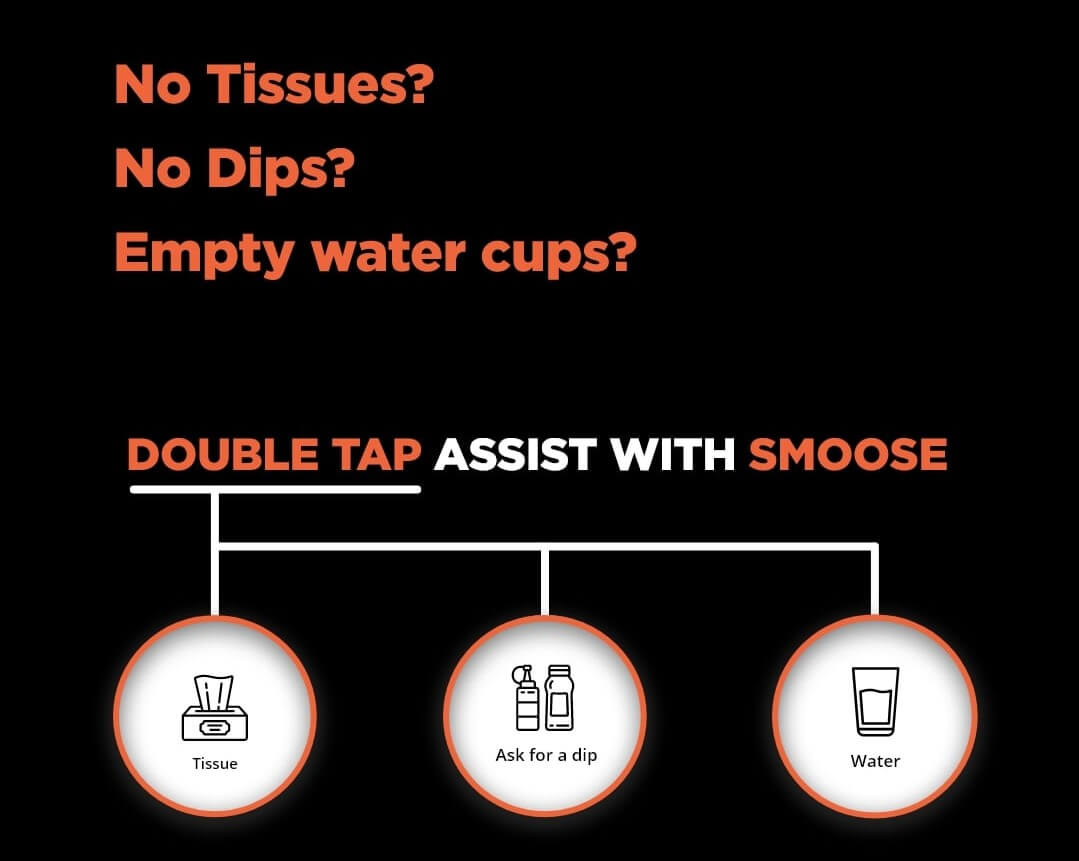 No Tissues?
No Dips?
Empty water cups?
DOUBLE TAP ASSIST WITH SMOOSE
Tissue
Ask for a dip
Water